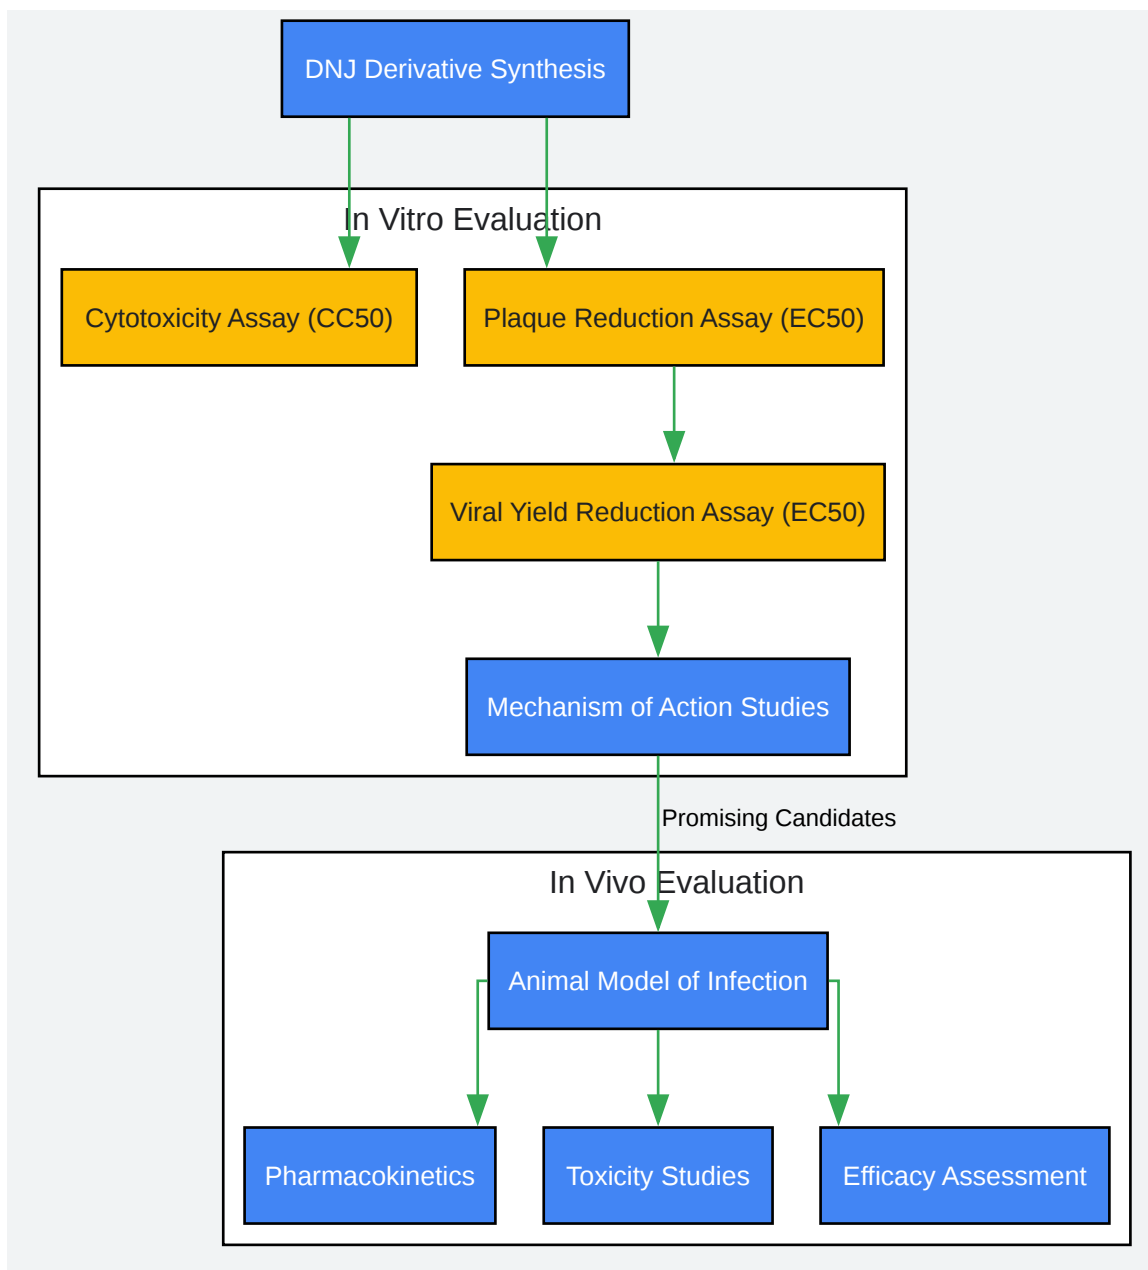 DNJ Derivative Synthesis
In Vitro Evaluation
Cytotoxicity Assay (CC50)
Plaque Reduction Assay (EC50)
Viral Yield Reduction Assay (EC50)
Mechanism of Action Studies
Promising Candidates
In Vivo Evaluation
Animal Model of Infection
Pharmacokinetics
Toxicity Studies
Efficacy Assessment